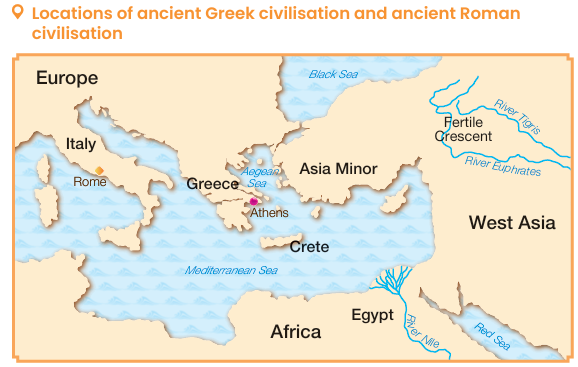 Locations of ancient Greek civilisation and ancient Roman
civilisation
Europe
Black Sea
Italy
Rome
Greece
Aegean
Sea
Athens
Asia Minor
Fertile
Crescent
River Tigris
River Euphrates
West Asia
Crete
Mediterranean Sea
Africa
Egypt
River Nile
Red Sea